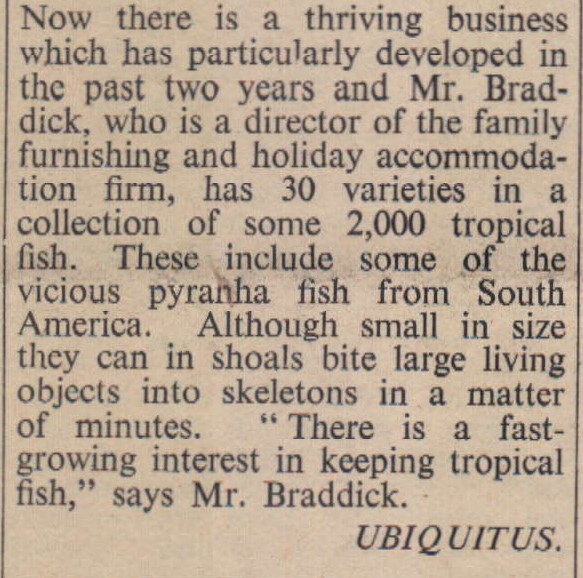 Now there is a thriving business
which has particularly developed in
the past two years and Mr. Brad-
dick, who is a director of the family
furnishing and holiday accommoda-
tion firm, has 30 varieties in a
collection of some 2,000 tropical
fish. These include some of the
vicious pyranha fish from South
America. Although small in size
they can in shoals bite large living
objects into skeletons in a matter
of minutes. “ There is a fast-
growing interest in keeping tropical
fish,” says Mr. Braddick.
UBIQUITUS.